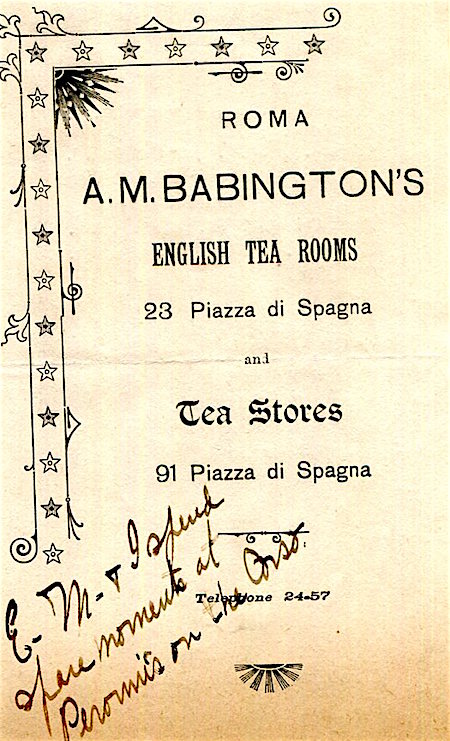 ROMA
A.M. BABINGTON'S
ENGLISH TEA ROOMS
23 Piazza di Spagna
and
Tea Stores
91 Piazza di Spagna
Telephone 24-57
E. M. + I spend
spare moments at
on the Corso.